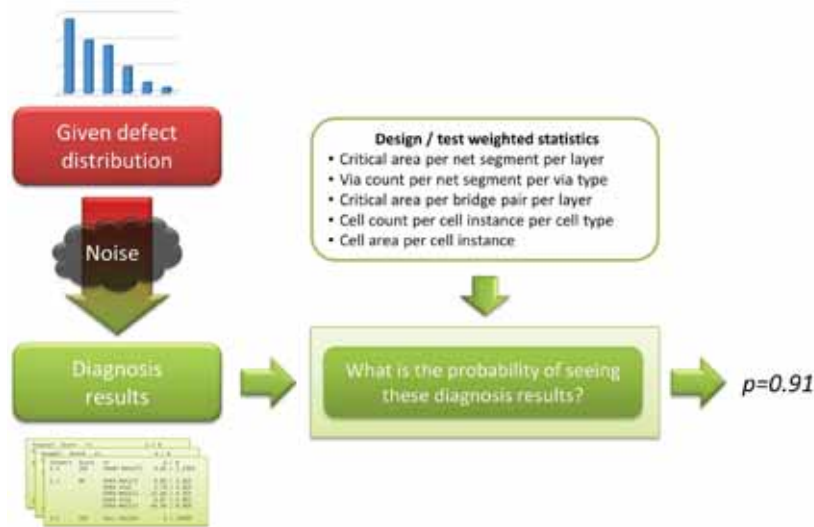 Given defect
distribution
Noise
Diagnosis
results
Design / test weighted statistics
• Critical area per net segment per layer
• Via count per net segment per via type
• Critical area per bridge pair per layer
• Cell count per cell instance per cell type
• Cell area per cell instance
What is the probability of seeing
these diagnosis results?
p=0.91